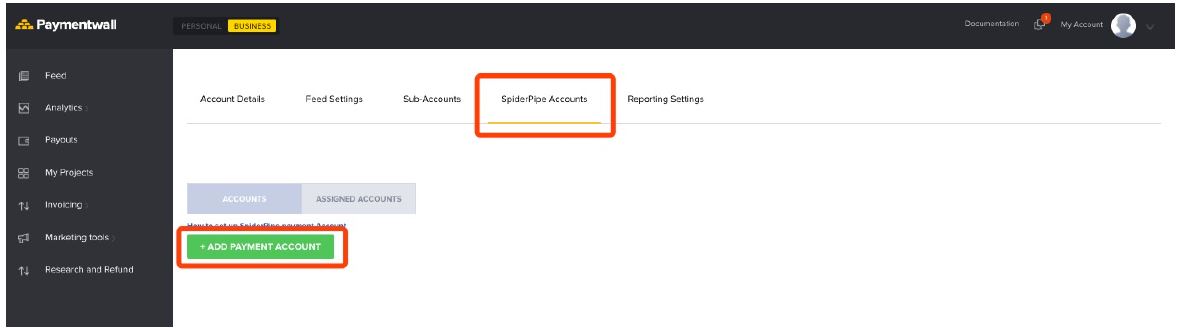 Paymentwall
PERSONAL BUSINESS
Documentation
1
My Account
Feed
Analytics
Payouts
My Projects
Invoicing
Marketing tools
Research and Refund
Account Details
Feed Settings
Sub-Accounts
SpiderPipe Accounts
Reporting Settings
ACCOUNTS
ASSIGNED ACCOUNTS
How to set up SpiderPipe payment Account
+ ADD PAYMENT ACCOUNT